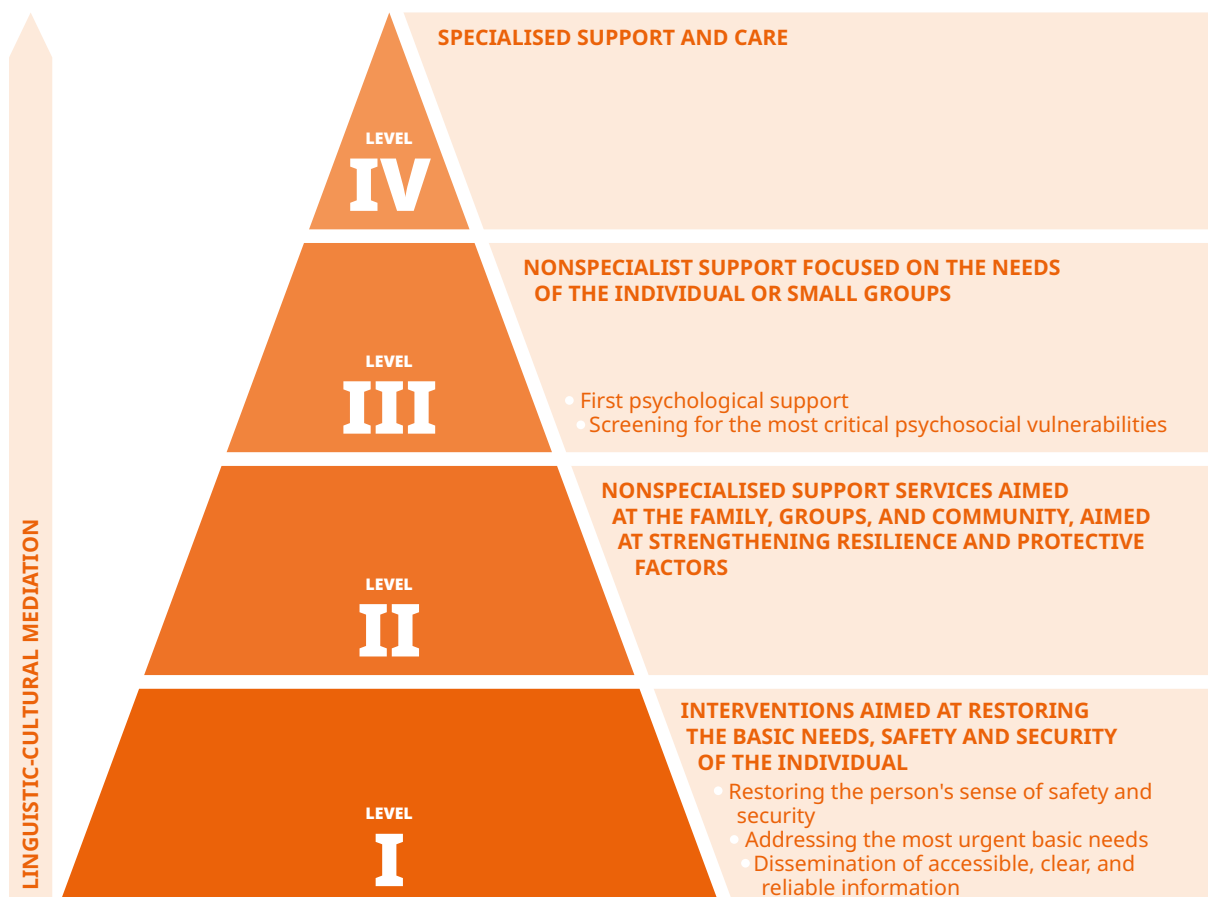 SPECIALISED SUPPORT AND CARE
LEVEL
IV
NONSPECIALIST SUPPORT FOCUSED ON THE NEEDS
OF THE INDIVIDUAL OR SMALL GROUPS
LEVEL
III
• First psychological support
• Screening for the most critical psychosocial vulnerabilities
NONSPECIALISED SUPPORT SERVICES AIMED
AT THE FAMILY, GROUPS, AND COMMUNITY, AIMED
AT STRENGTHENING RESILIENCE AND PROTECTIVE
FACTORS
LEVEL
II
INTERVENTIONS AIMED AT RESTORING
THE BASIC NEEDS, SAFETY AND SECURITY
OF THE INDIVIDUAL
• Restoring the person's sense of safety and
security
• Addressing the most urgent basic needs
• Dissemination of accessible, clear, and
reliable information
LEVEL
I
LINGUISTIC-CULTURAL MEDIATION